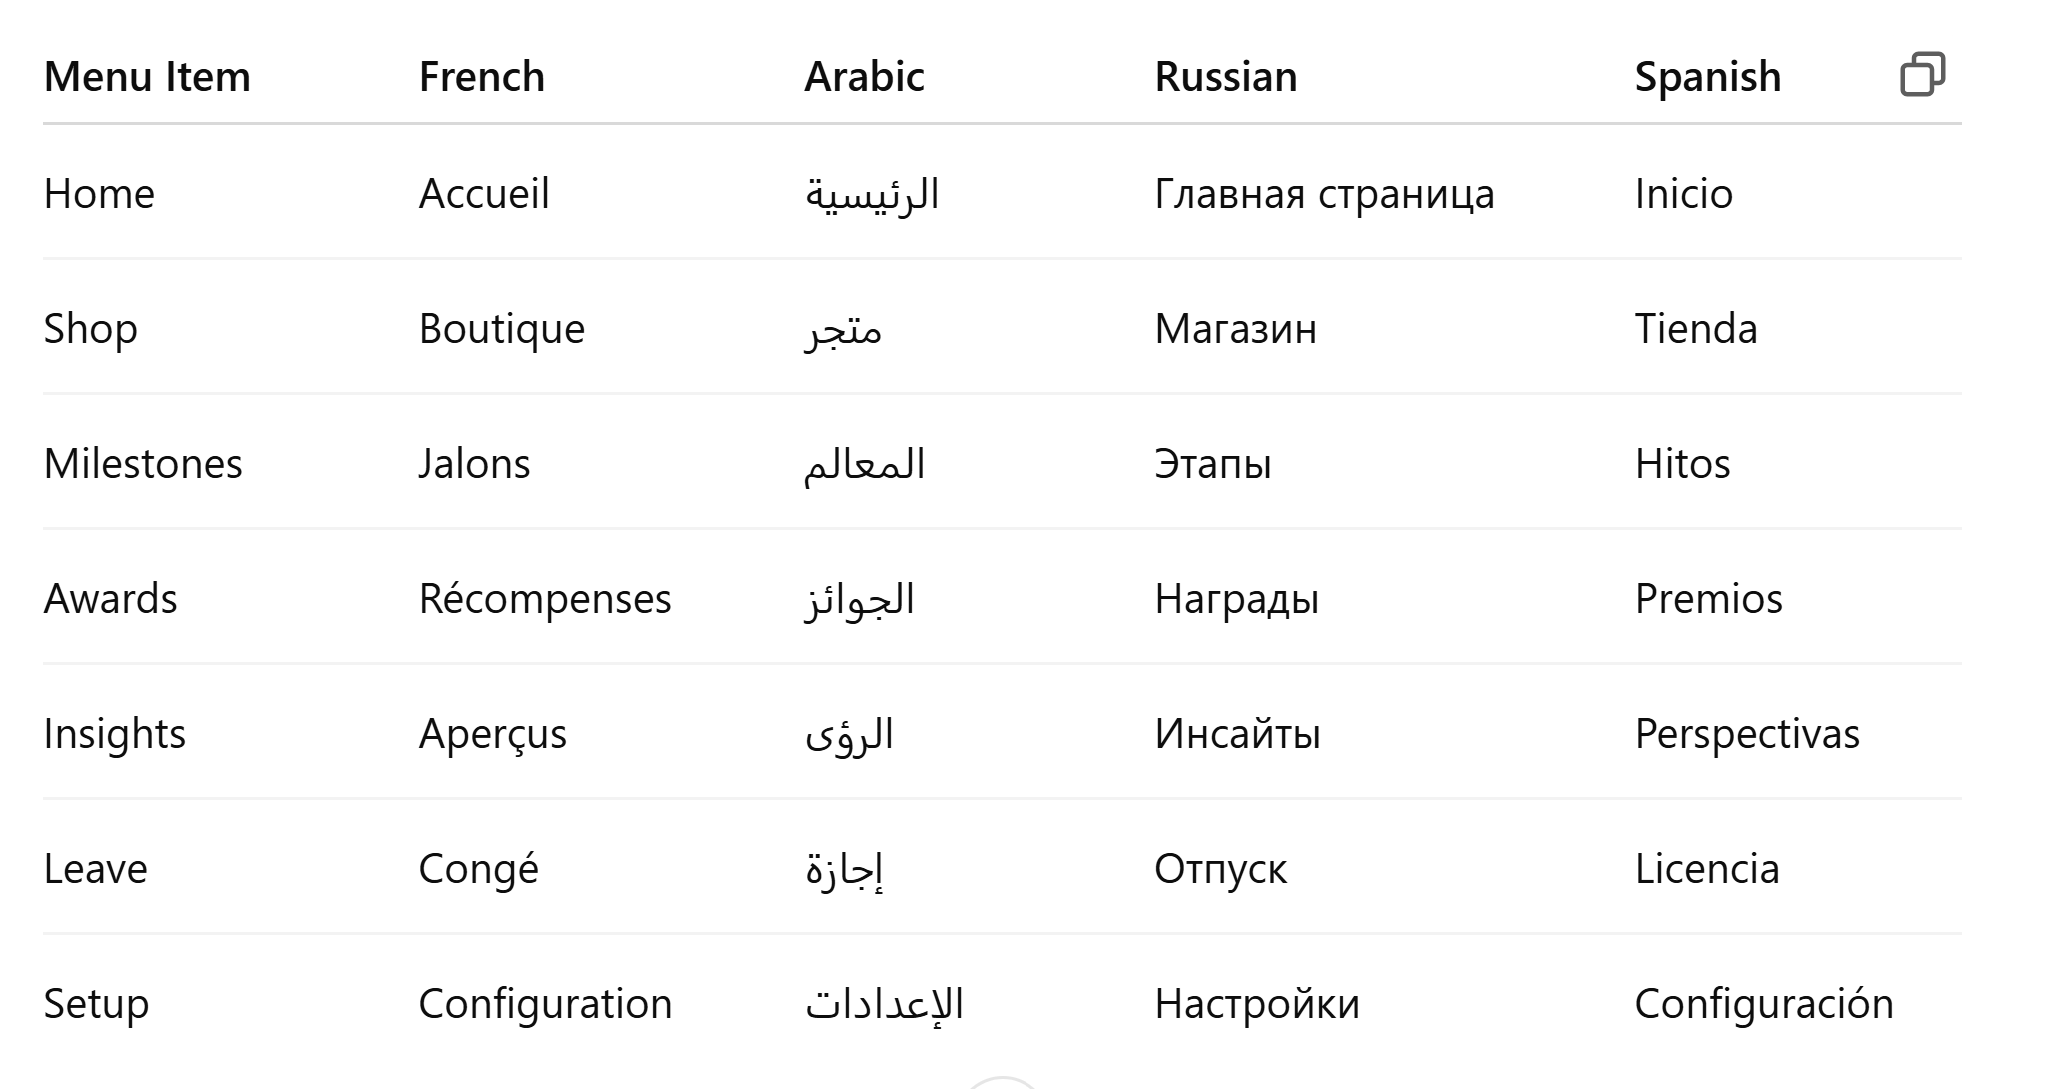 Menu Item French Arabic Russian Spanish
Home Accueil الرئيسية Главная страница Inicio
Shop Boutique متجر Магазин Tienda
Milestones Jalons المعالم Этапы Hitos
Awards Récompenses الجوائز Награды Premios
Insights Aperçus الرؤى Инсайты Perspectivas
Leave Congé إجازة Отпуск Licencia
Setup Configuration الإعدادات Настройки Configuración